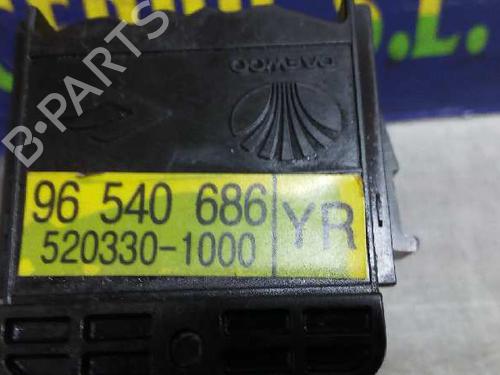 DAEWOO
96 540 686
520330-1000
YR
B-PARTS
S.L.